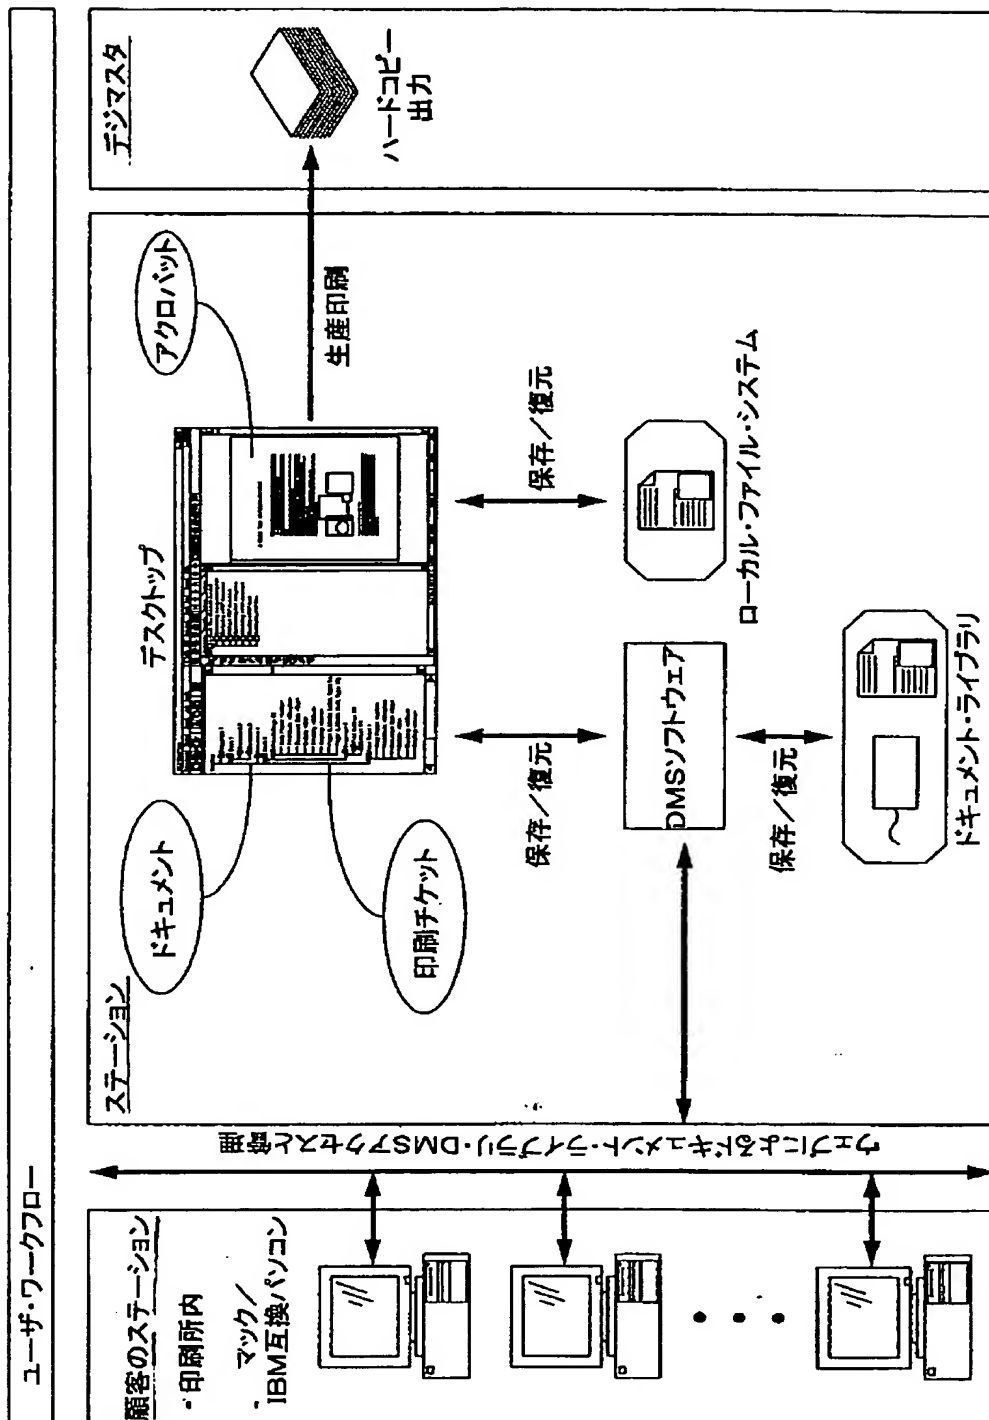 ユーザ・ワークフロー
顧客のステーション
・印刷所内
・マック／
IBM互換パソコン
ウェブによるドキュメント・ライブラリ・DMSアクセスと管理
ステーション
ドキュメント
印刷チケット
デスクトップ
アクロバット
生産印刷
保存／復元
保存／復元
DMSソフトウェア
ローカル・ファイル・システム
保存／復元
ドキュメント・ライブラリ
デジマスタ
ハードコピー
出力